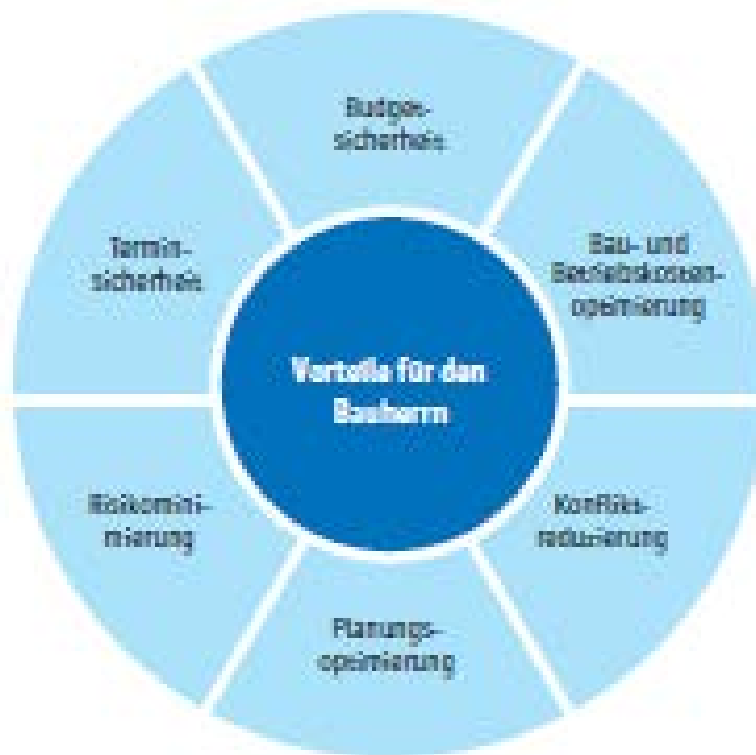 Budget-
sicherheit
Bau- und
Betriebskosten-
optimierung
Konflikt-
reduzierung
Planungs-
optimierung
Risikomini-
mierung
Termin-
sicherheit
Vorteile für den
Bauherrn